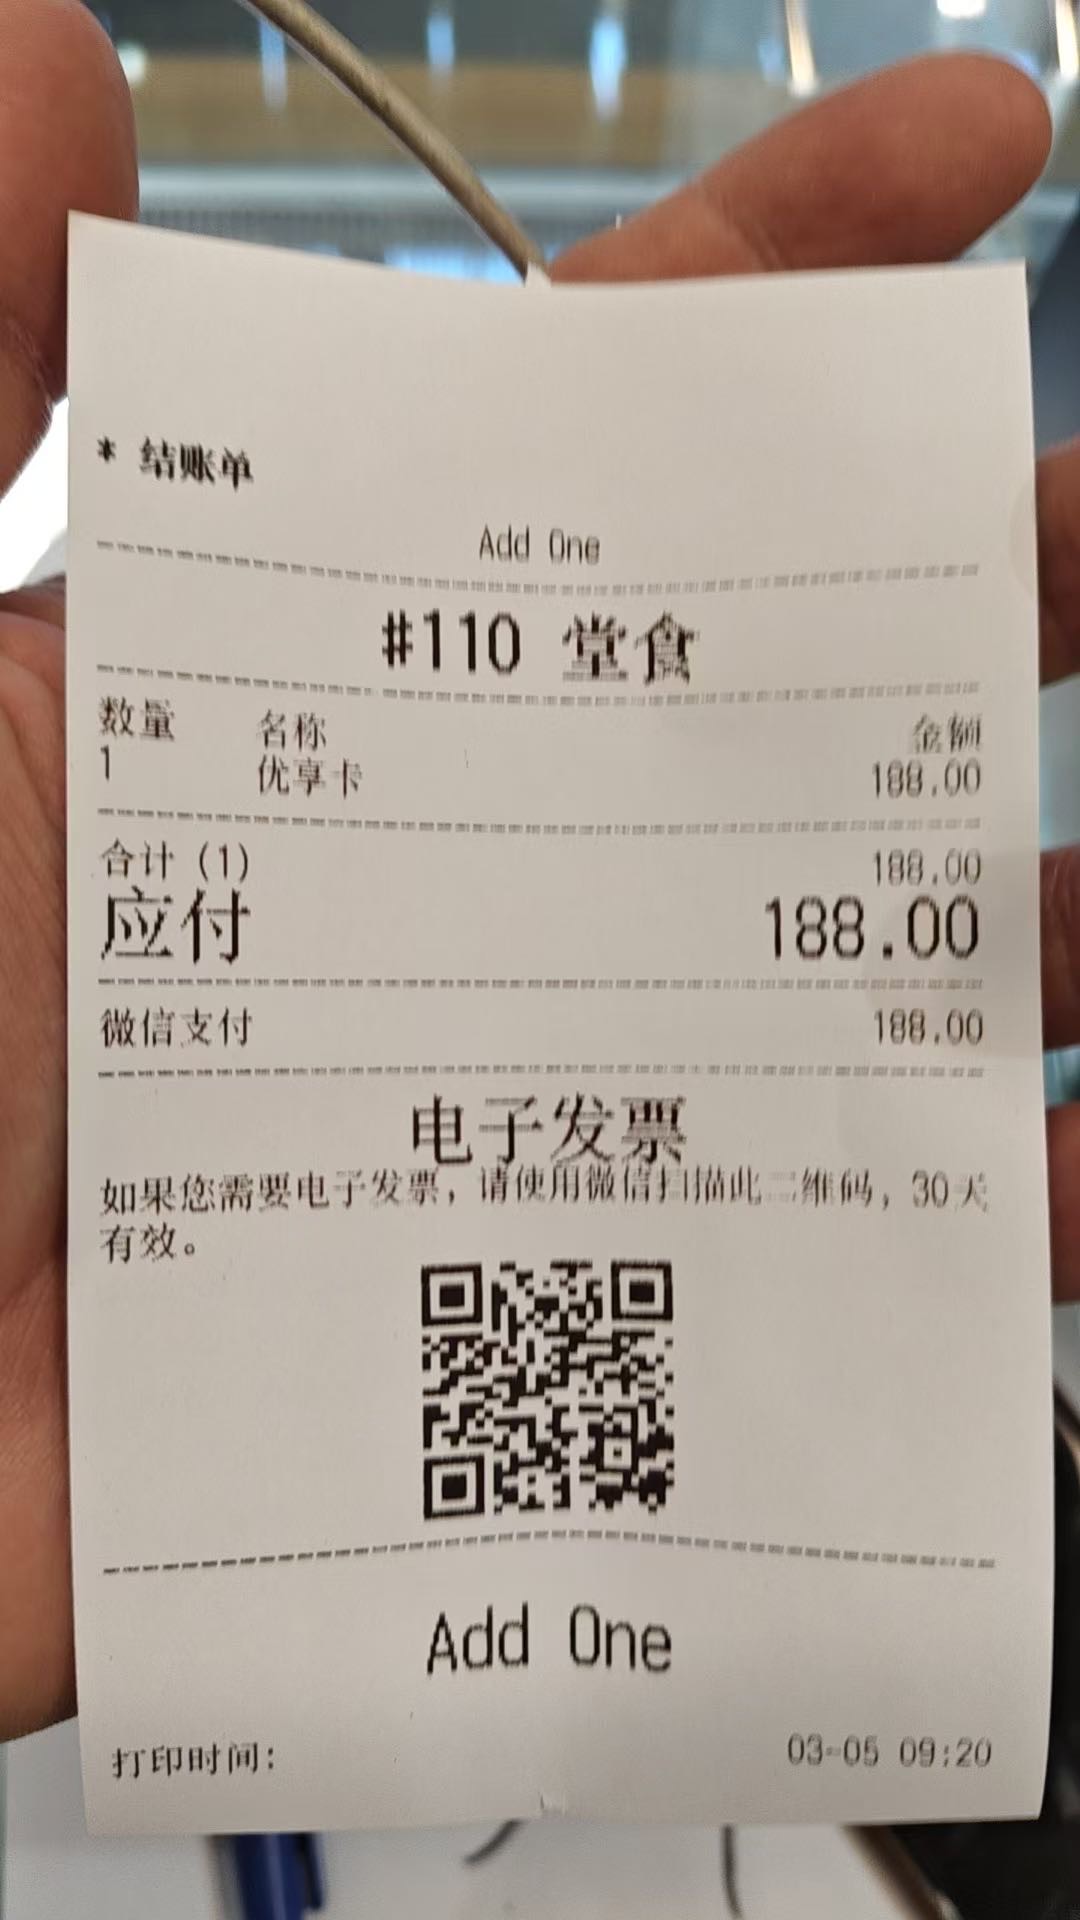 * 结账单
Add One
#110 堂食
数量 名称 金额
1 优享卡 188.00
合计 (1) 188.00
应付 188.00
微信支付 188.00
电子发票
如果您需要电子发票，请使用微信扫描此二维码，30天
有效。
Add One
打印时间: 03-05 09:20